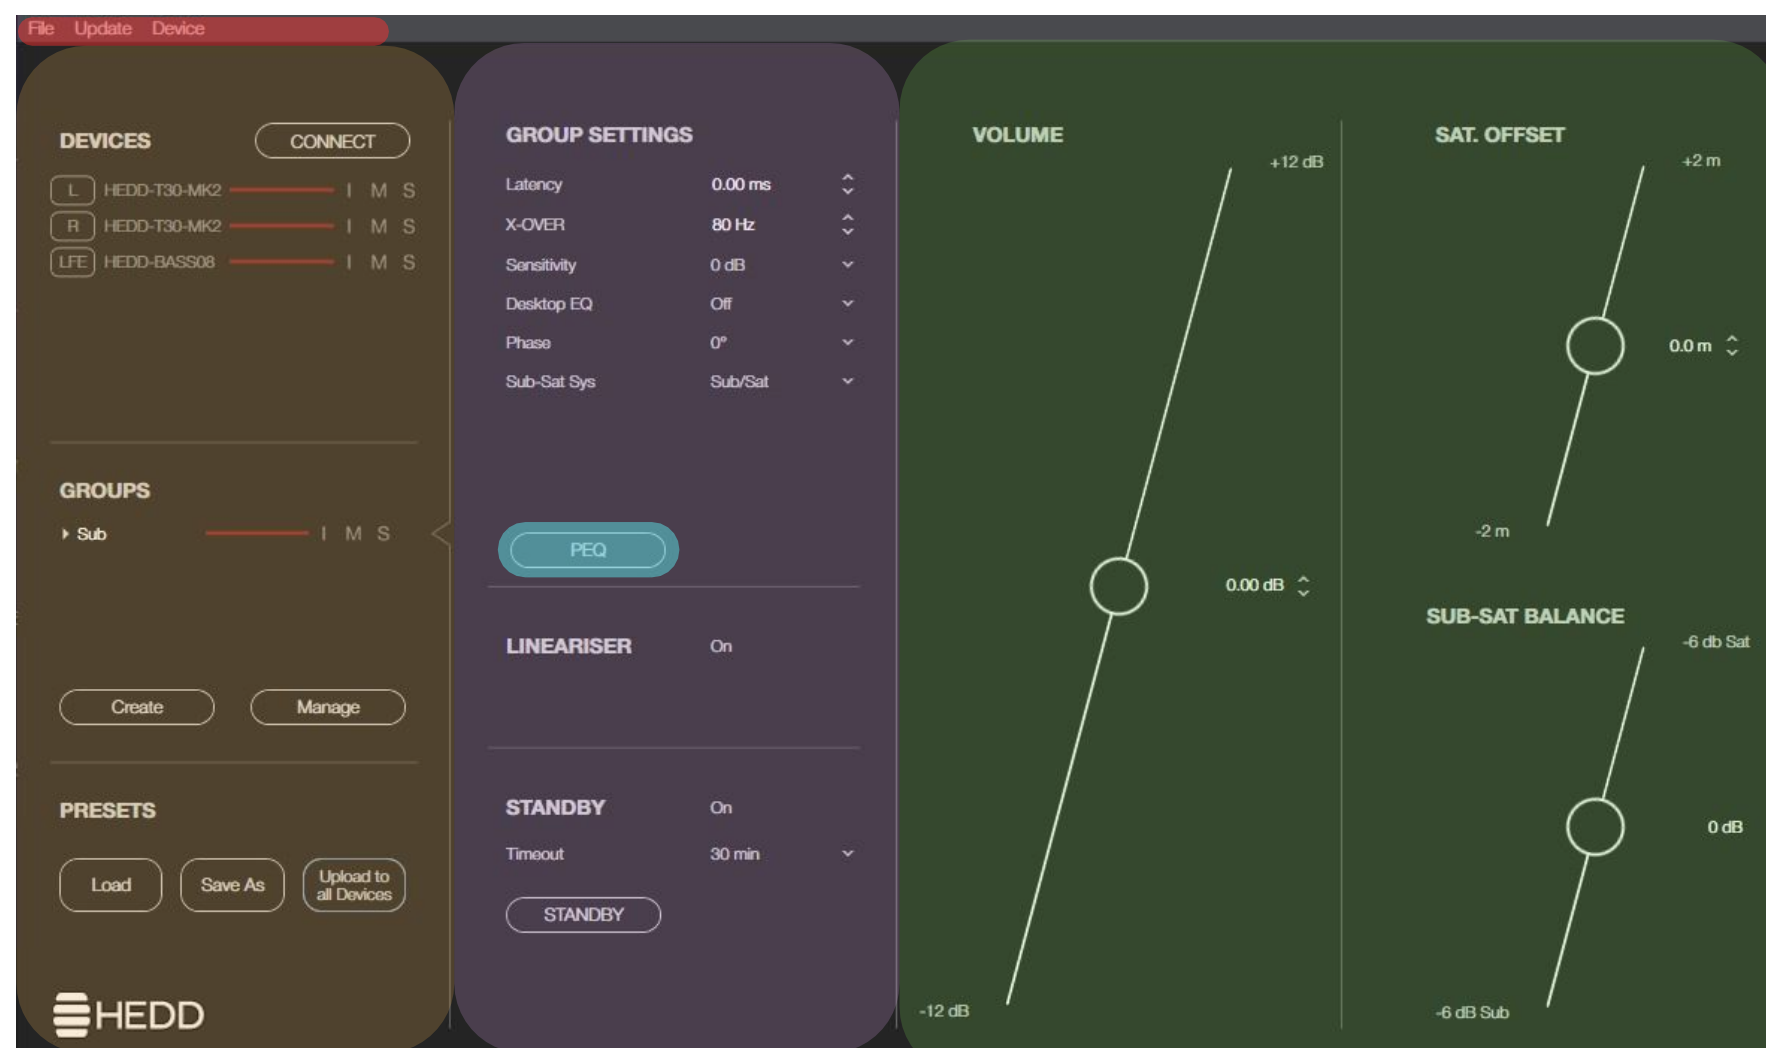 File Update Device
DEVICES CONNECT
L HEDD-T30-MK2 I M S
R HEDD-T30-MK2 I M S
LFE HEDD-BASS08 I M S
GROUPS
Sub I M S
Create Manage
PRESETS
Load Save As Upload to
all Devices
HEDD
GROUP SETTINGS
Latency 0.00 ms
X-OVER 80 Hz
Sensitivity 0 dB
Desktop EQ Off
Phase 0°
Sub-Sat Sys Sub/Sat
PEQ
LINEARISER On
STANDBY On
Timeout 30 min
STANDBY
VOLUME
+12 dB
0.00 dB
-12 dB
SAT. OFFSET
+2 m
0.0 m
-2 m
SUB-SAT BALANCE
-6 db Sat
0 dB
-6 dB Sub